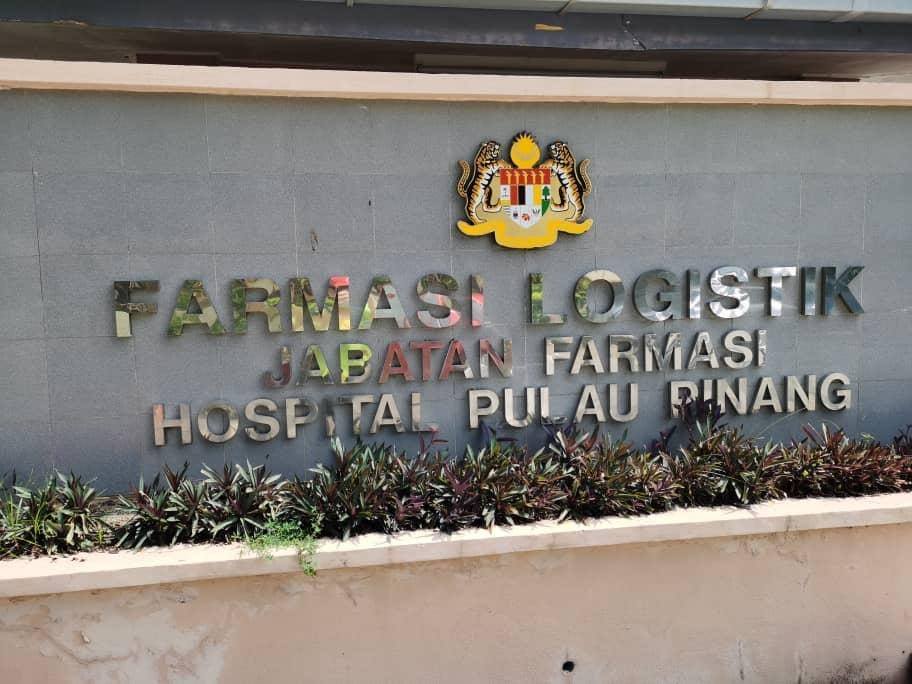 FARMASI LOGISTIK
JABATAN FARMASI
HOSPITAL PULAU PINANG